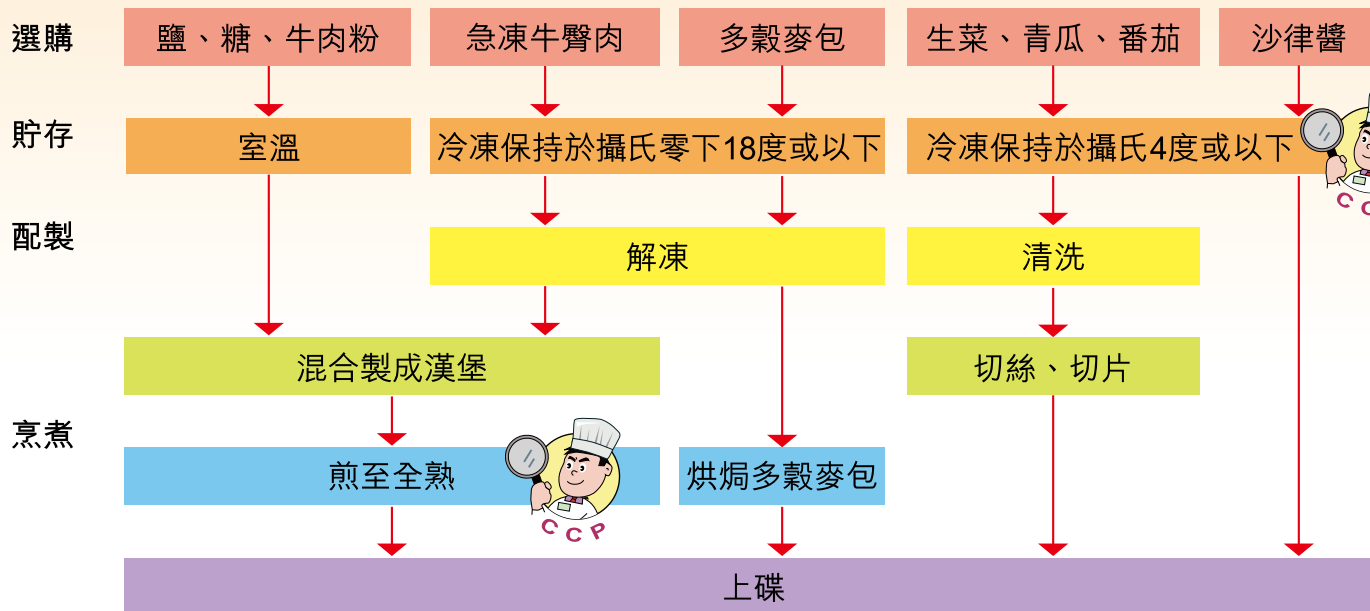 選購
鹽、糖、牛肉粉
急凍牛臀肉
多穀麥包
生菜、青瓜、番茄
沙律醬
貯存
室溫
冷凍保持於攝氏零下18度或以下
冷凍保持於攝氏4度或以下
C C
配製
解凍
清洗
混合製成漢堡
切絲、切片
烹煮
煎至全熟
C C P
烘焗多穀麥包
上碟